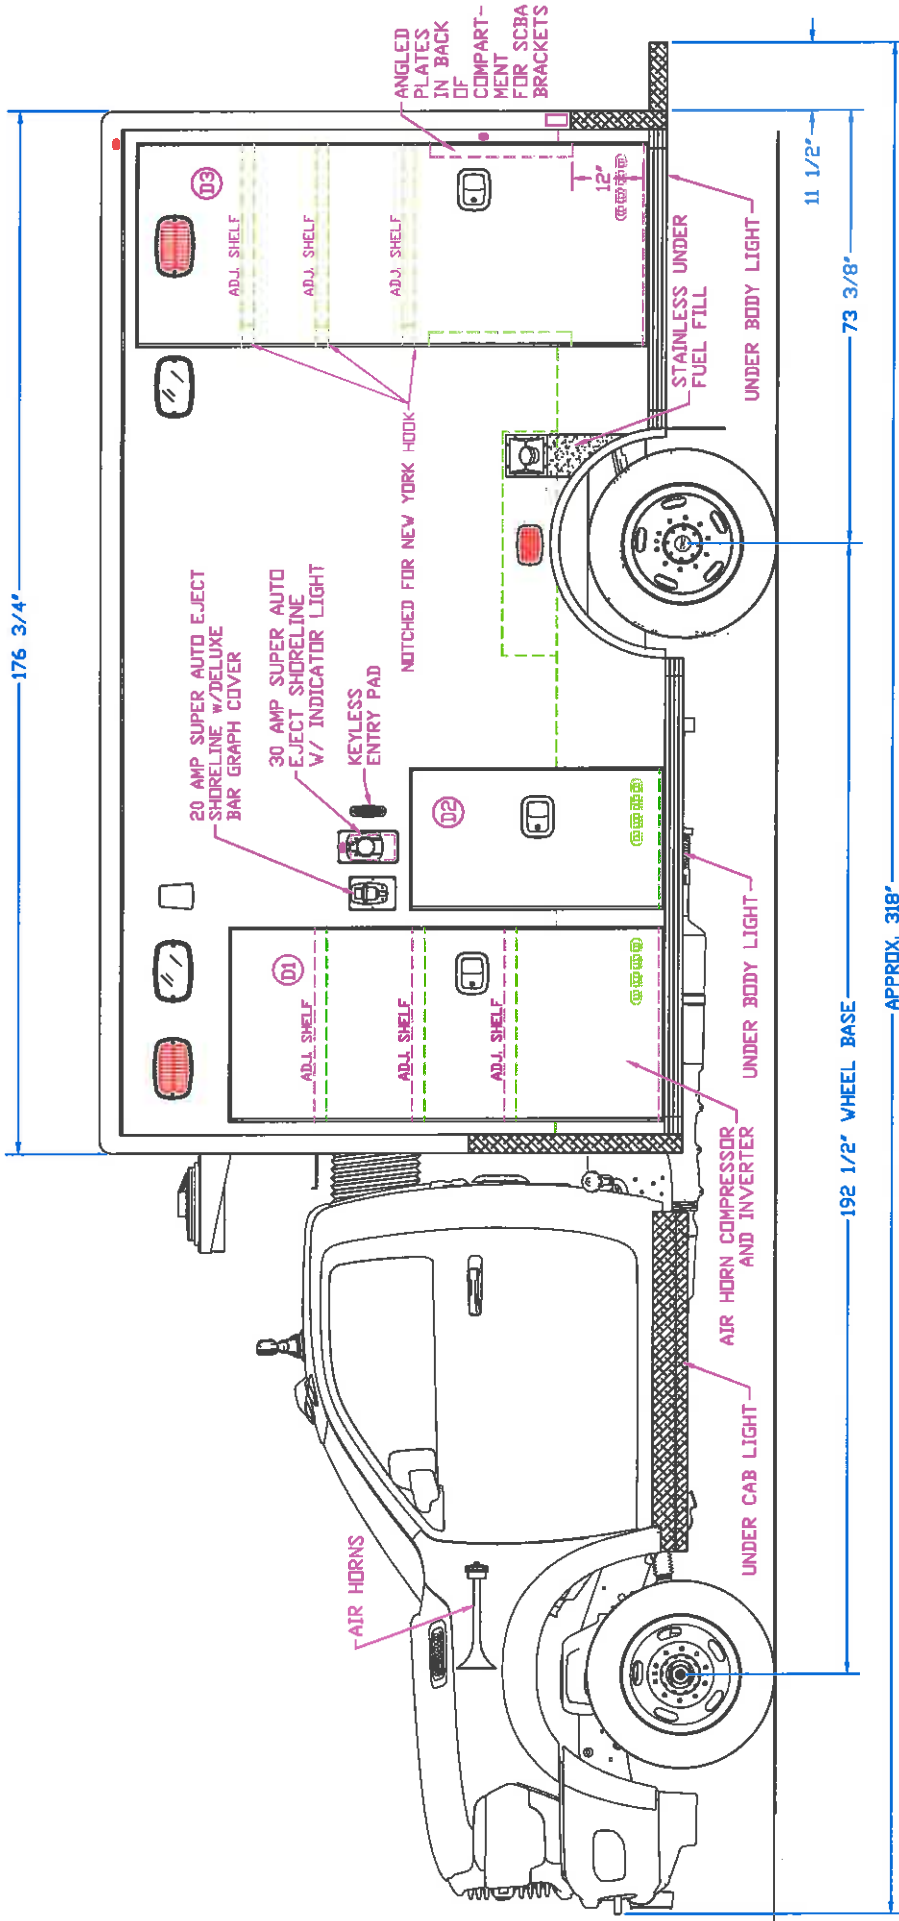 176 3/4"
20 AMP SUPER AUTO EJECT
SHORELINE w/DELUXE
BAR GRAPH COVER
30 AMP SUPER AUTO
EJECT SHORELINE
W/ INDICATOR LIGHT
KEYLESS
ENTRY PAD
NOTCHED FOR NEW YORK HOOK
ANGLED
PLATES
IN BACK
OF
COMPART-
MENT
FOR SCBA
BRACKETS
AIR HORNS
D1
ADJ. SHELF
ADJ. SHELF
ADJ. SHELF
D2
D3
ADJ. SHELF
ADJ. SHELF
ADJ. SHELF
12"
STAINLESS UNDER
FUEL FILL
UNDER CAB LIGHT
AIR HORN COMPRESSOR
AND INVERTER
UNDER BODY LIGHT
UNDER BODY LIGHT
11 1/2"
192 1/2" WHEEL BASE
73 3/8"
APPROX. 318"